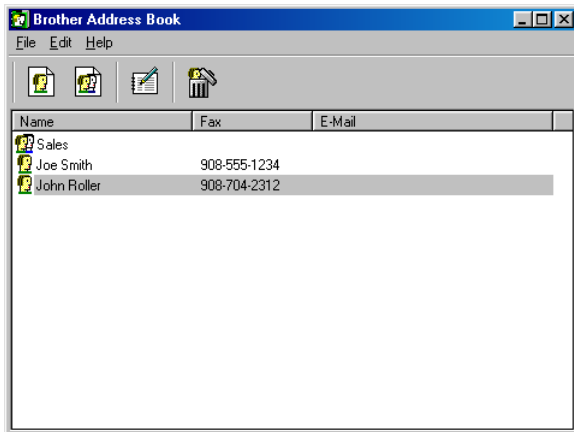 Brother Address Book
File Edit Help
Name Fax E-Mail
Sales
Joe Smith 908-555-1234
John Roller 908-704-2312